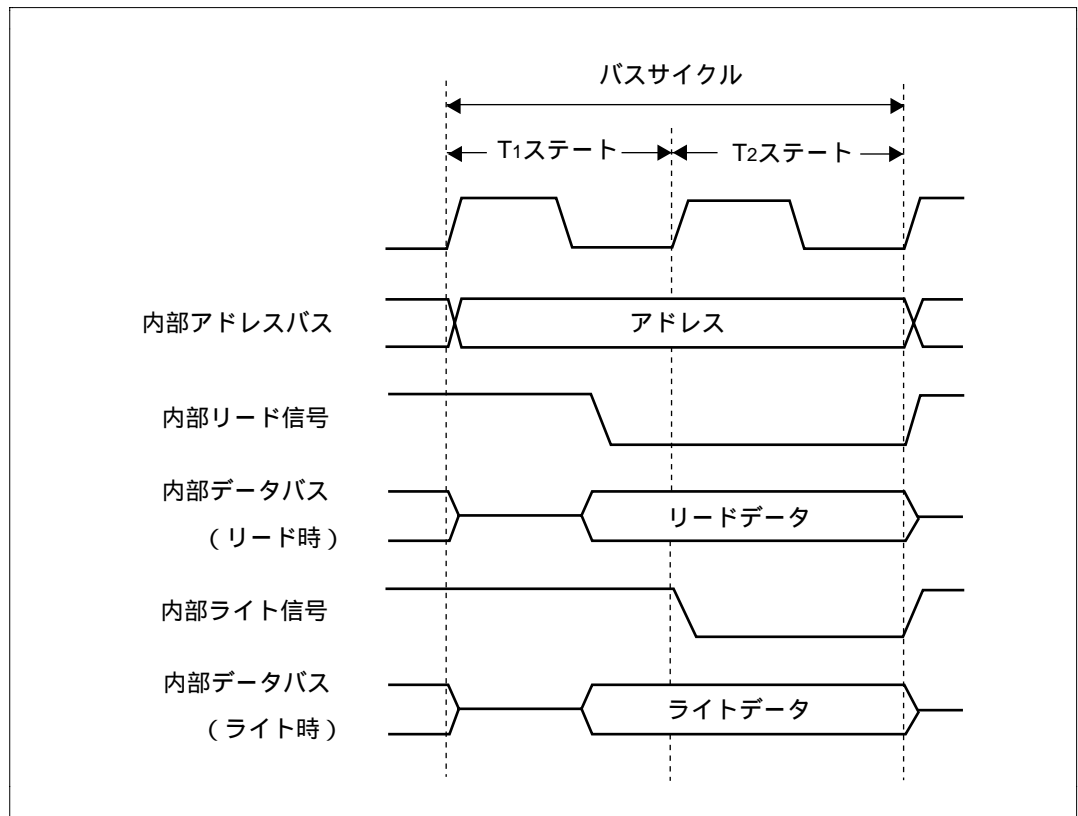 バスサイクル
T1ステート
T2ステート
内部アドレスバス
アドレス
内部リード信号
内部データバス
（リード時）
リードデータ
内部ライト信号
内部データバス
（ライト時）
ライトデータ